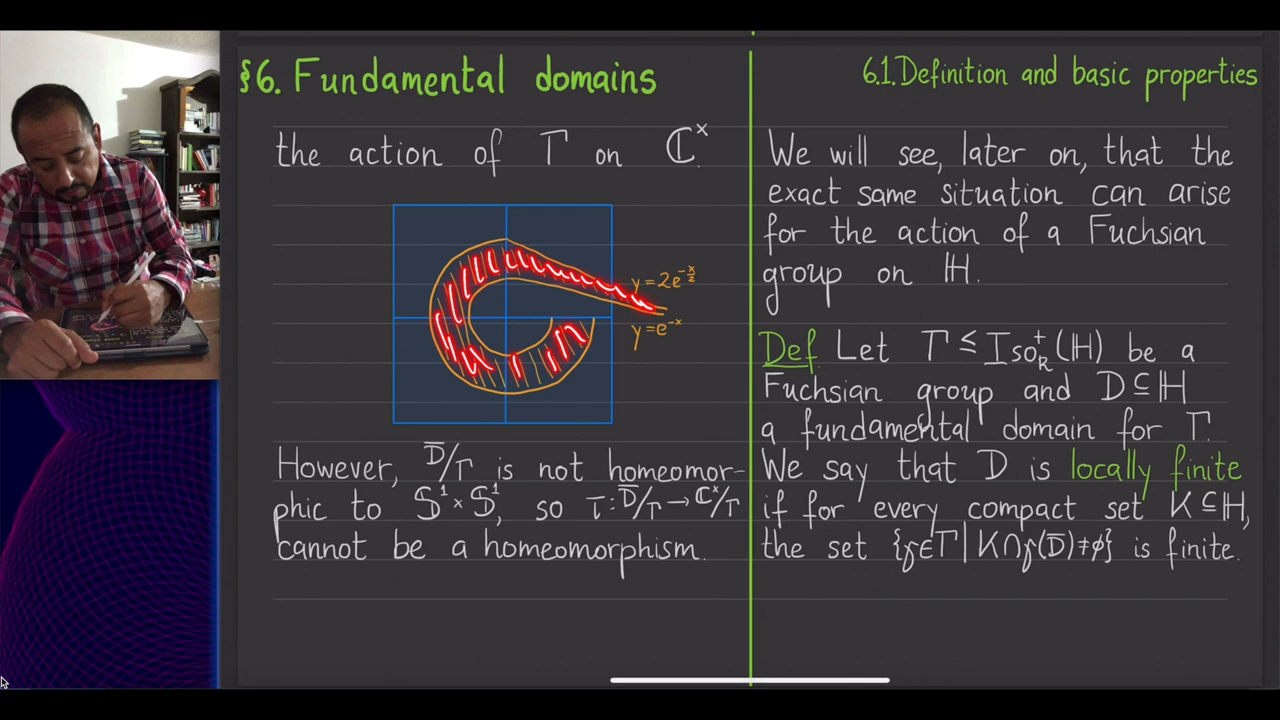 §6. Fundamental domains
the action of Γ on ℂ^×.
y=2e^{-x/2}
y=e^{-x}
However, D̄/Γ is not homeomor-
phic to 𝕊¹×𝕊¹, so τ: D̄/Γ → ℂ^×/Γ
cannot be a homeomorphism.
6.1. Definition and basic properties
We will see, later on, that the
exact same situation can arise
for the action of a Fuchsian
group on ℍ.
Def Let Γ ≤ Iso⁺_R(ℍ) be a
Fuchsian group and D⊆ℍ
a fundamental domain for Γ.
We say that D is locally finite
if for every compact set K⊆ℍ,
the set {γ∈Γ | K∩γ(D̄)≠∅} is finite.